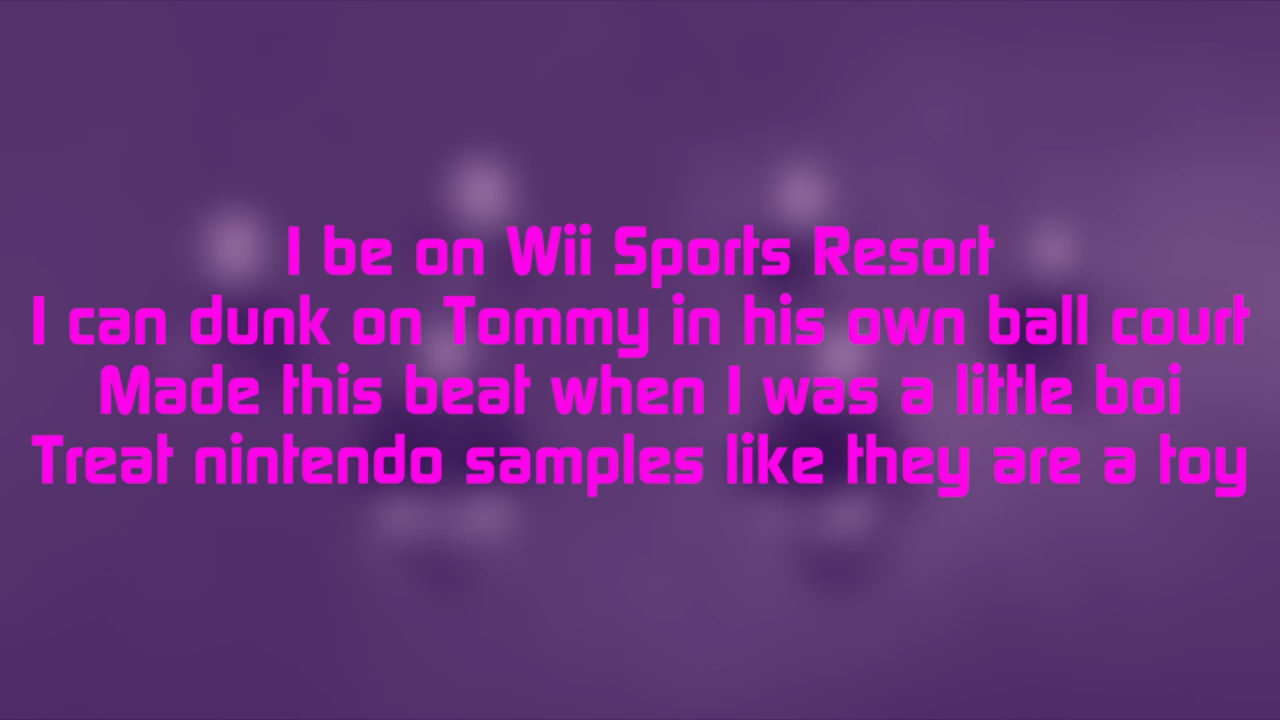 I be on Wii Sports Resort
I can dunk on Tommy in his own ball court
Made this beat when I was a little boi
Treat nintendo samples like they are a toy